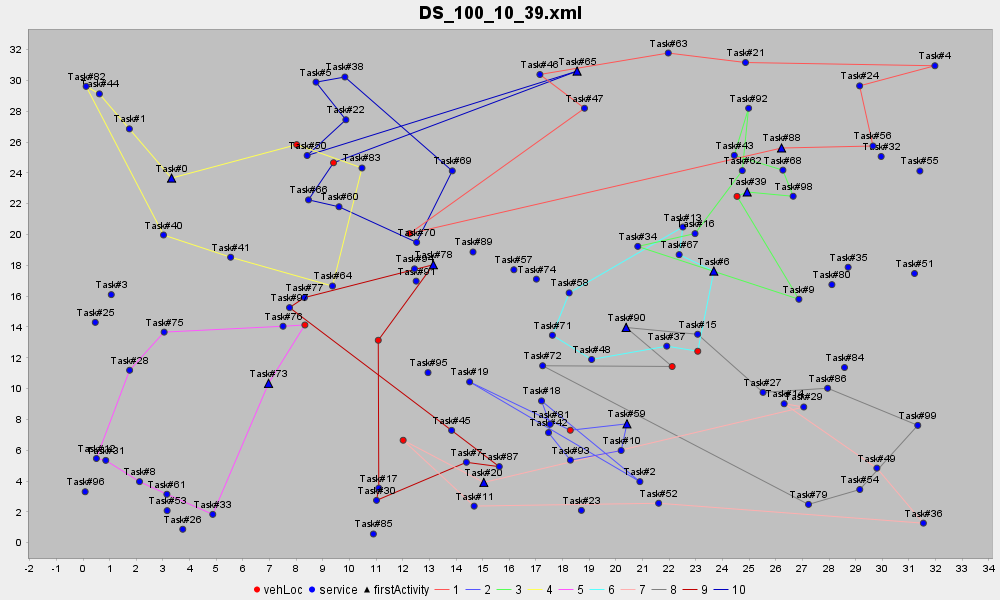 DS_100_10_39.xml
32
30
28
26
24
22
20
18
16
14
12
10
8
6
4
2
0
Task#63
Task#21
Task#4
Task#46
Task#65
Task#82
Task#44
Task#5
Task#38
Task#24
Task#47
Task#92
Task#1
Task#22
Task#50
Task#88
Task#56
Task#43
Task#32
Task#83
Task#0
Task#69
Task#62
Task#68
Task#55
Task#66
Task#60
Task#39
Task#98
Task#40
Task#70
Task#13
Task#16
Task#41
Task#89
Task#34
Task#67
Task#78
Task#57
Task#6
Task#35
Task#51
Task#74
Task#91
Task#64
Task#80
Task#3
Task#77
Task#58
Task#9
Task#25
Task#75
Task#76
Task#71
Task#90
Task#15
Task#37
Task#48
Task#72
Task#84
Task#28
Task#95
Task#73
Task#19
Task#27
Task#86
Task#14
Task#29
Task#18
Task#81
Task#42
Task#59
Task#99
Task#45
Task#10
Task#12
Task#31
Task#7
Task#87
Task#93
Task#49
Task#8
Task#20
Task#2
Task#96
Task#61
Task#17
Task#30
Task#54
Task#53
Task#33
Task#11
Task#23
Task#52
Task#79
Task#26
Task#85
Task#36
-2 -1 0 1 2 3 4 5 6 7 8 9 10 11 12 13 14 15 16 17 18 19 20 21 22 23 24 25 26 27 28 29 30 31 32 33 34
vehLoc service firstActivity 1 2 3 4 5 6 7 8 9 10